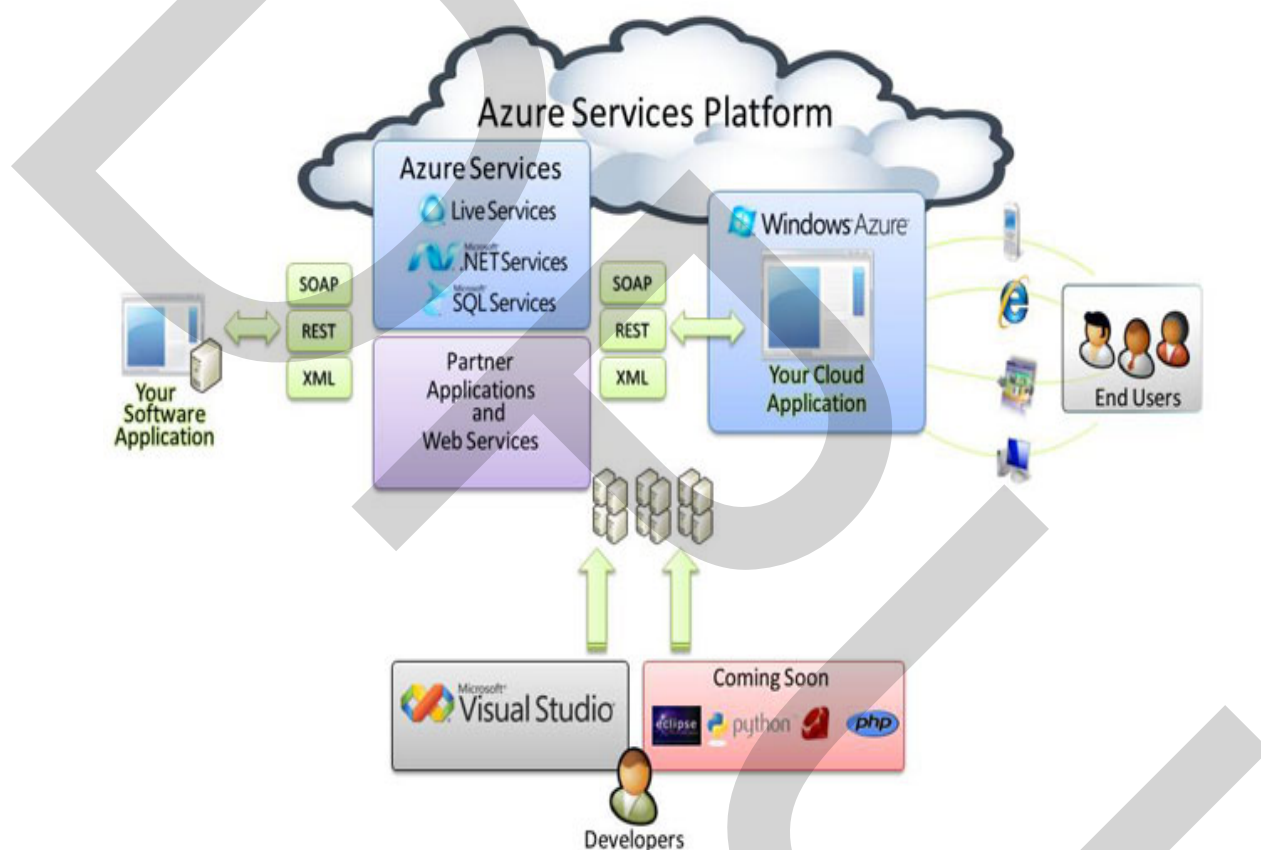 Azure Services Platform
Azure Services
Live Services
Microsoft®
.NET Services
Microsoft®
SQL Services
SOAP
REST
XML
Your
Software
Application
Partner
Applications
and
Web Services
SOAP
REST
XML
Windows Azure
Your Cloud
Application
End Users
Microsoft®
Visual Studio
Coming Soon
eclipse
python
php
Developers